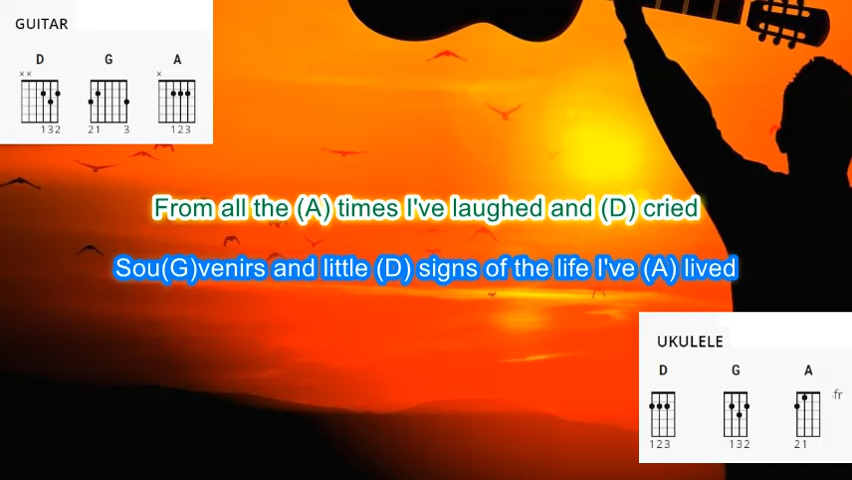 GUITAR
D G A
×× ×
132 21 3 123
From all the (A) times I've laughed and (D) cried
Sou(G)venirs and little (D) signs of the life I've (A) lived
UKULELE
D G A
fr
123 132 21